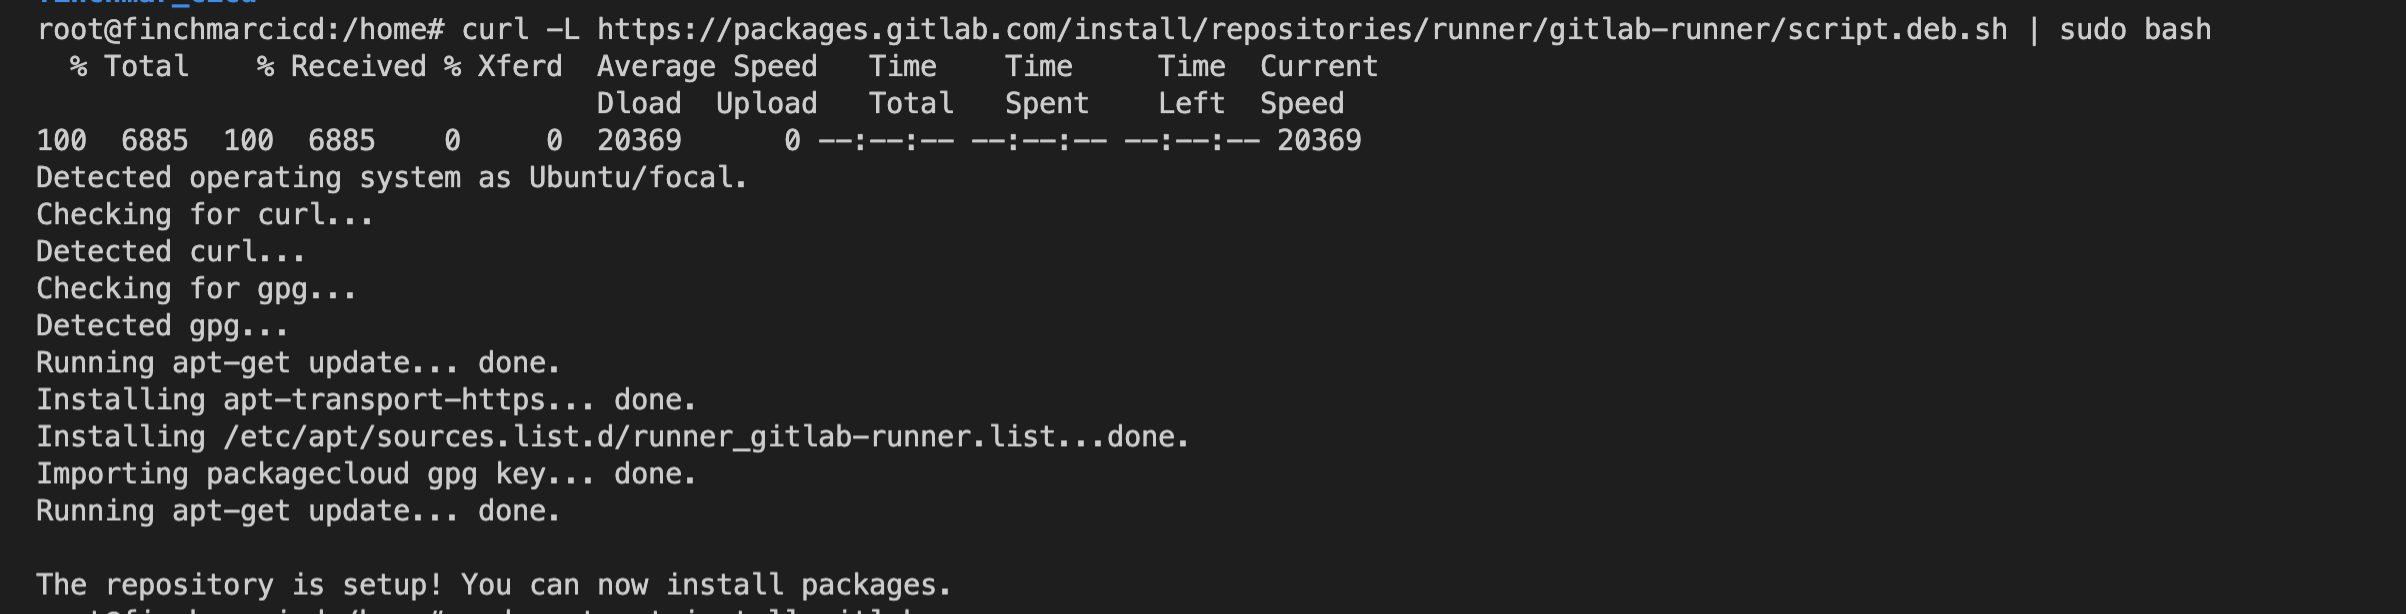 root@finchmarcicd:/home# curl -L https://packages.gitlab.com/install/repositories/runner/gitlab-runner/script.deb.sh | sudo bash
% Total % Received % Xferd Average Speed Time Time Time Current
Dload Upload Total Spent Left Speed
100 6885 100 6885 0 0 20369 0 --:--:-- --:--:-- --:--:-- 20369
Detected operating system as Ubuntu/focal.
Checking for curl...
Detected curl...
Checking for gpg...
Detected gpg...
Running apt-get update... done.
Installing apt-transport-https... done.
Installing /etc/apt/sources.list.d/runner_gitlab-runner.list...done.
Importing packagecloud gpg key... done.
Running apt-get update... done.
The repository is setup! You can now install packages.